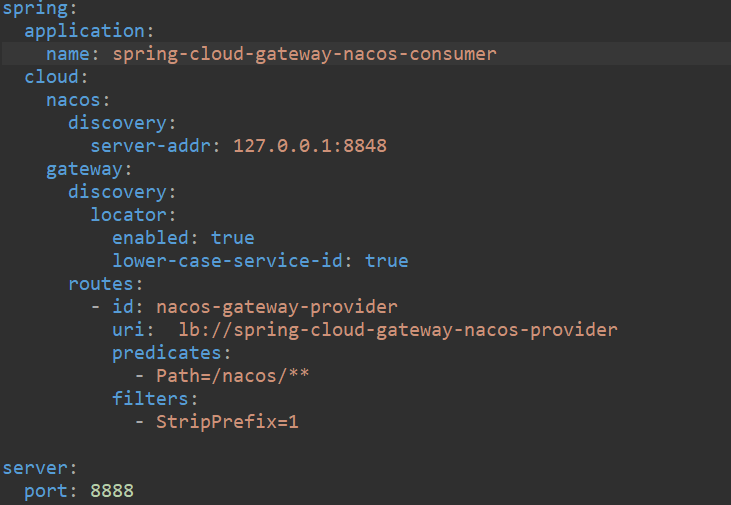 spring:
  application:
    name: spring-cloud-gateway-nacos-consumer
  cloud:
    nacos:
      discovery:
        server-addr: 127.0.0.1:8848
    gateway:
      discovery:
        locator:
          enabled: true
          lower-case-service-id: true
      routes:
        - id: nacos-gateway-provider
          uri:  lb://spring-cloud-gateway-nacos-provider
          predicates:
            - Path=/nacos/**
          filters:
            - StripPrefix=1

server:
  port: 8888